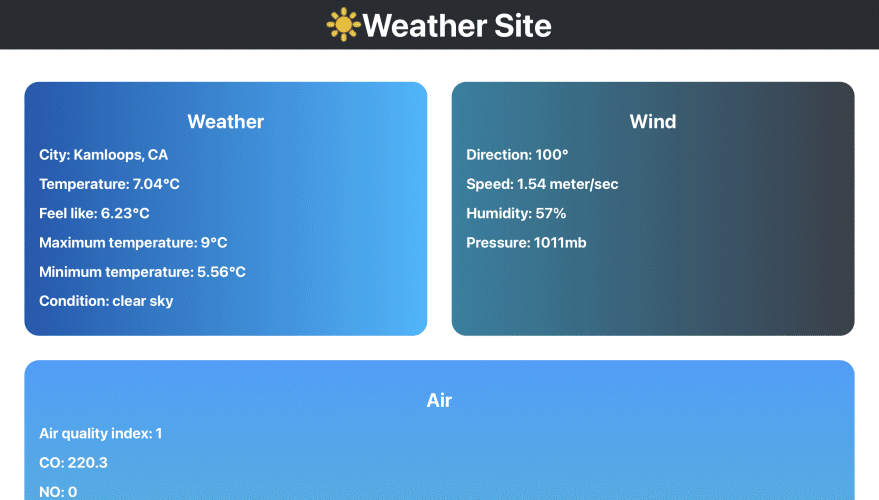 Weather Site
Weather
City: Kamloops, CA
Temperature: 7.04°C
Feel like: 6.23°C
Maximum temperature: 9°C
Minimum temperature: 5.56°C
Condition: clear sky
Wind
Direction: 100°
Speed: 1.54 meter/sec
Humidity: 57%
Pressure: 1011mb
Air
Air quality index: 1
CO: 220.3
NO: 0